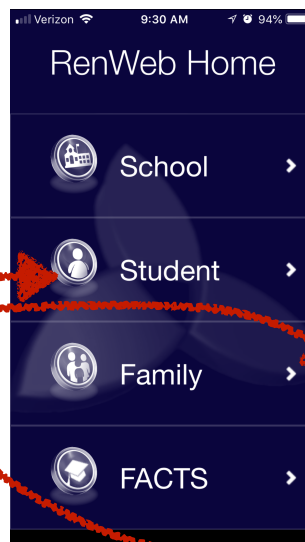 Verizon 9:30 AM 94%
RenWeb Home
School
Student
Family
FACTS